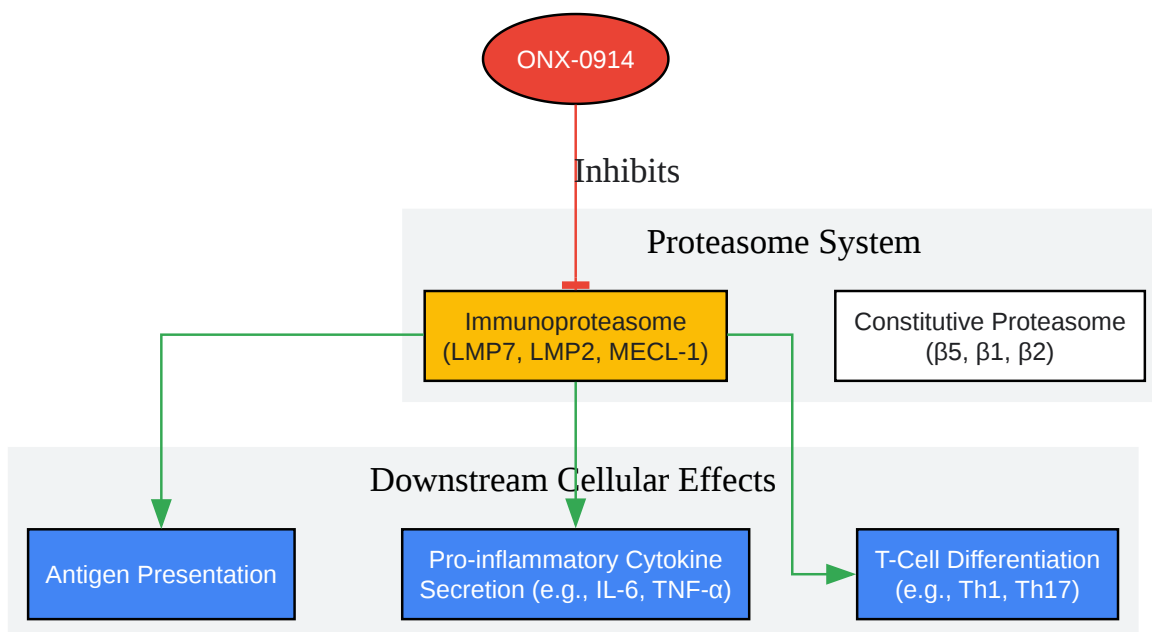 ONX-0914
Inhibits
Proteasome System
Immunoproteasome
(LMP7, LMP2, MECL-1)
Constitutive Proteasome
(β5, β1, β2)
Downstream Cellular Effects
Antigen Presentation
Pro-inflammatory Cytokine
Secretion (e.g., IL-6, TNF-α)
T-Cell Differentiation
(e.g., Th1, Th17)